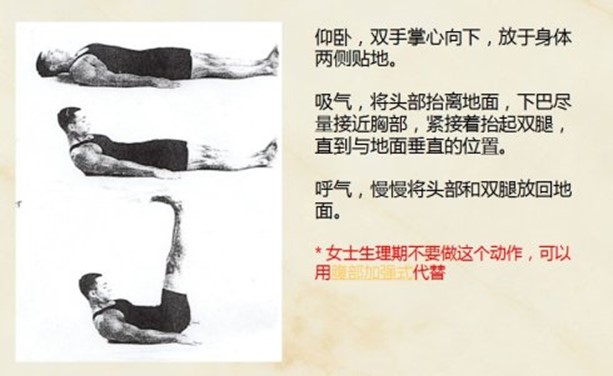 仰卧，双手掌心向下，放于身体
两侧贴地。
吸气，将头部抬离地面，下巴尽
量接近胸部，紧接着抬起双腿，
直到与地面垂直的位置。
呼气，慢慢将头部和双腿放回地
面。
*女士生理期不要做这个动作，可以
用腹部加强式代替